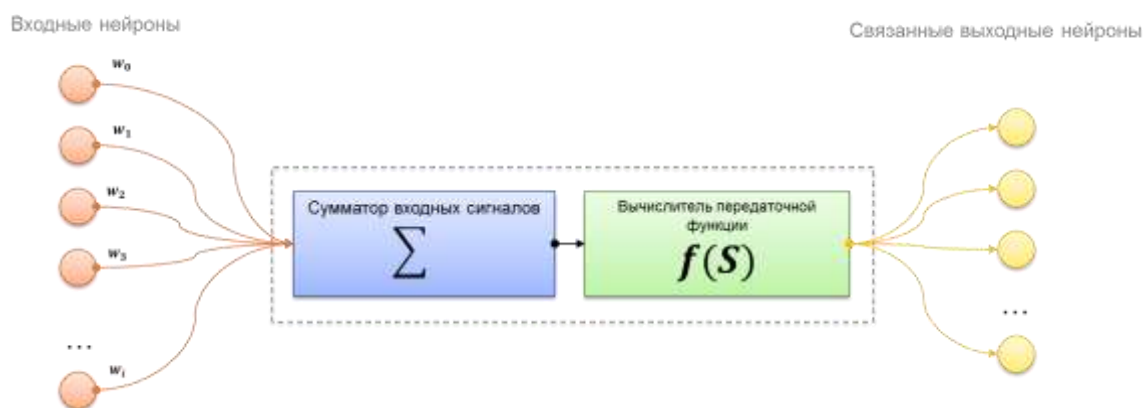 Входные нейроны
Связанные выходные нейроны
w₀
w₁
w₂
w₃
...
wᵢ
Сумматор входных сигналов
∑
Вычислитель передаточной
функции
f(S)
...